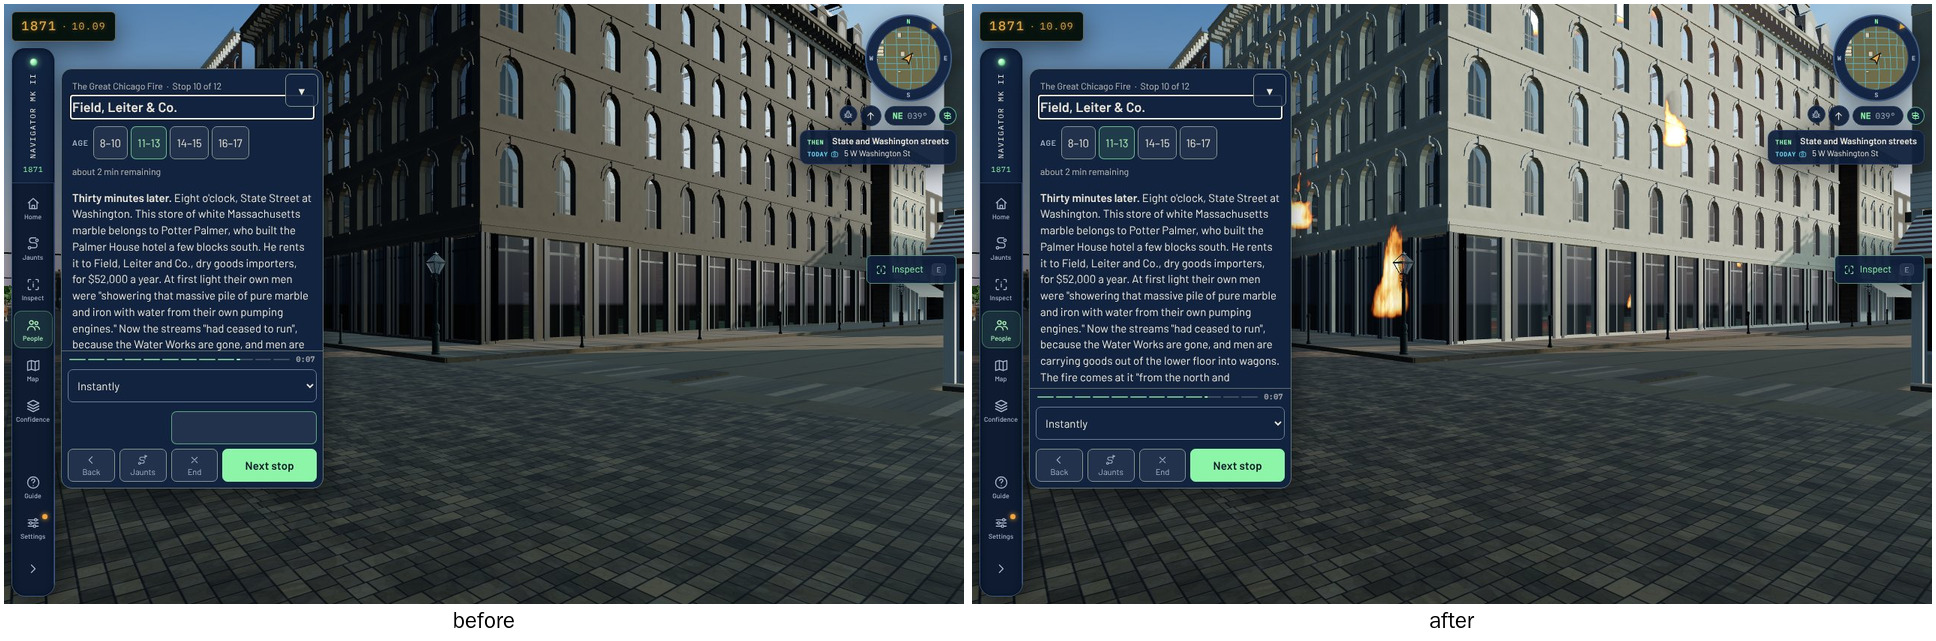 1871 · 10.09
NAVIGATOR MK II
1871
Home
Jaunts
Inspect
People
Map
Confidence
Guide
Settings
The Great Chicago Fire · Stop 10 of 12
Field, Leiter & Co.
AGE 8–10 11–13 14–15 16–17
about 2 min remaining
Thirty minutes later. Eight o'clock, State Street at
Washington. This store of white Massachusetts
marble belongs to Potter Palmer, who built the
Palmer House hotel a few blocks south. He rents
it to Field, Leiter and Co., dry goods importers,
for $52,000 a year. At first light their own men
were "showering that massive pile of pure marble
and iron with water from their own pumping
engines." Now the streams "had ceased to run",
because the Water Works are gone, and men are
0:07
Instantly
Back Jaunts End Next stop
N
W E
S
NE 039°
THEN State and Washington streets
TODAY 5 W Washington St
Inspect E
before
1871 · 10.09
NAVIGATOR MK II
1871
Home
Jaunts
Inspect
People
Map
Confidence
Guide
Settings
The Great Chicago Fire · Stop 10 of 12
Field, Leiter & Co.
AGE 8–10 11–13 14–15 16–17
about 2 min remaining
Thirty minutes later. Eight o'clock, State Street at
Washington. This store of white Massachusetts
marble belongs to Potter Palmer, who built the
Palmer House hotel a few blocks south. He rents
it to Field, Leiter and Co., dry goods importers,
for $52,000 a year. At first light their own men
were "showering that massive pile of pure marble
and iron with water from their own pumping
engines." Now the streams "had ceased to run",
because the Water Works are gone, and men are
carrying goods out of the lower floor into wagons.
The fire comes at it "from the north and
0:07
Instantly
Back Jaunts End Next stop
N
W E
S
NE 039°
THEN State and Washington streets
TODAY 5 W Washington St
Inspect E
after